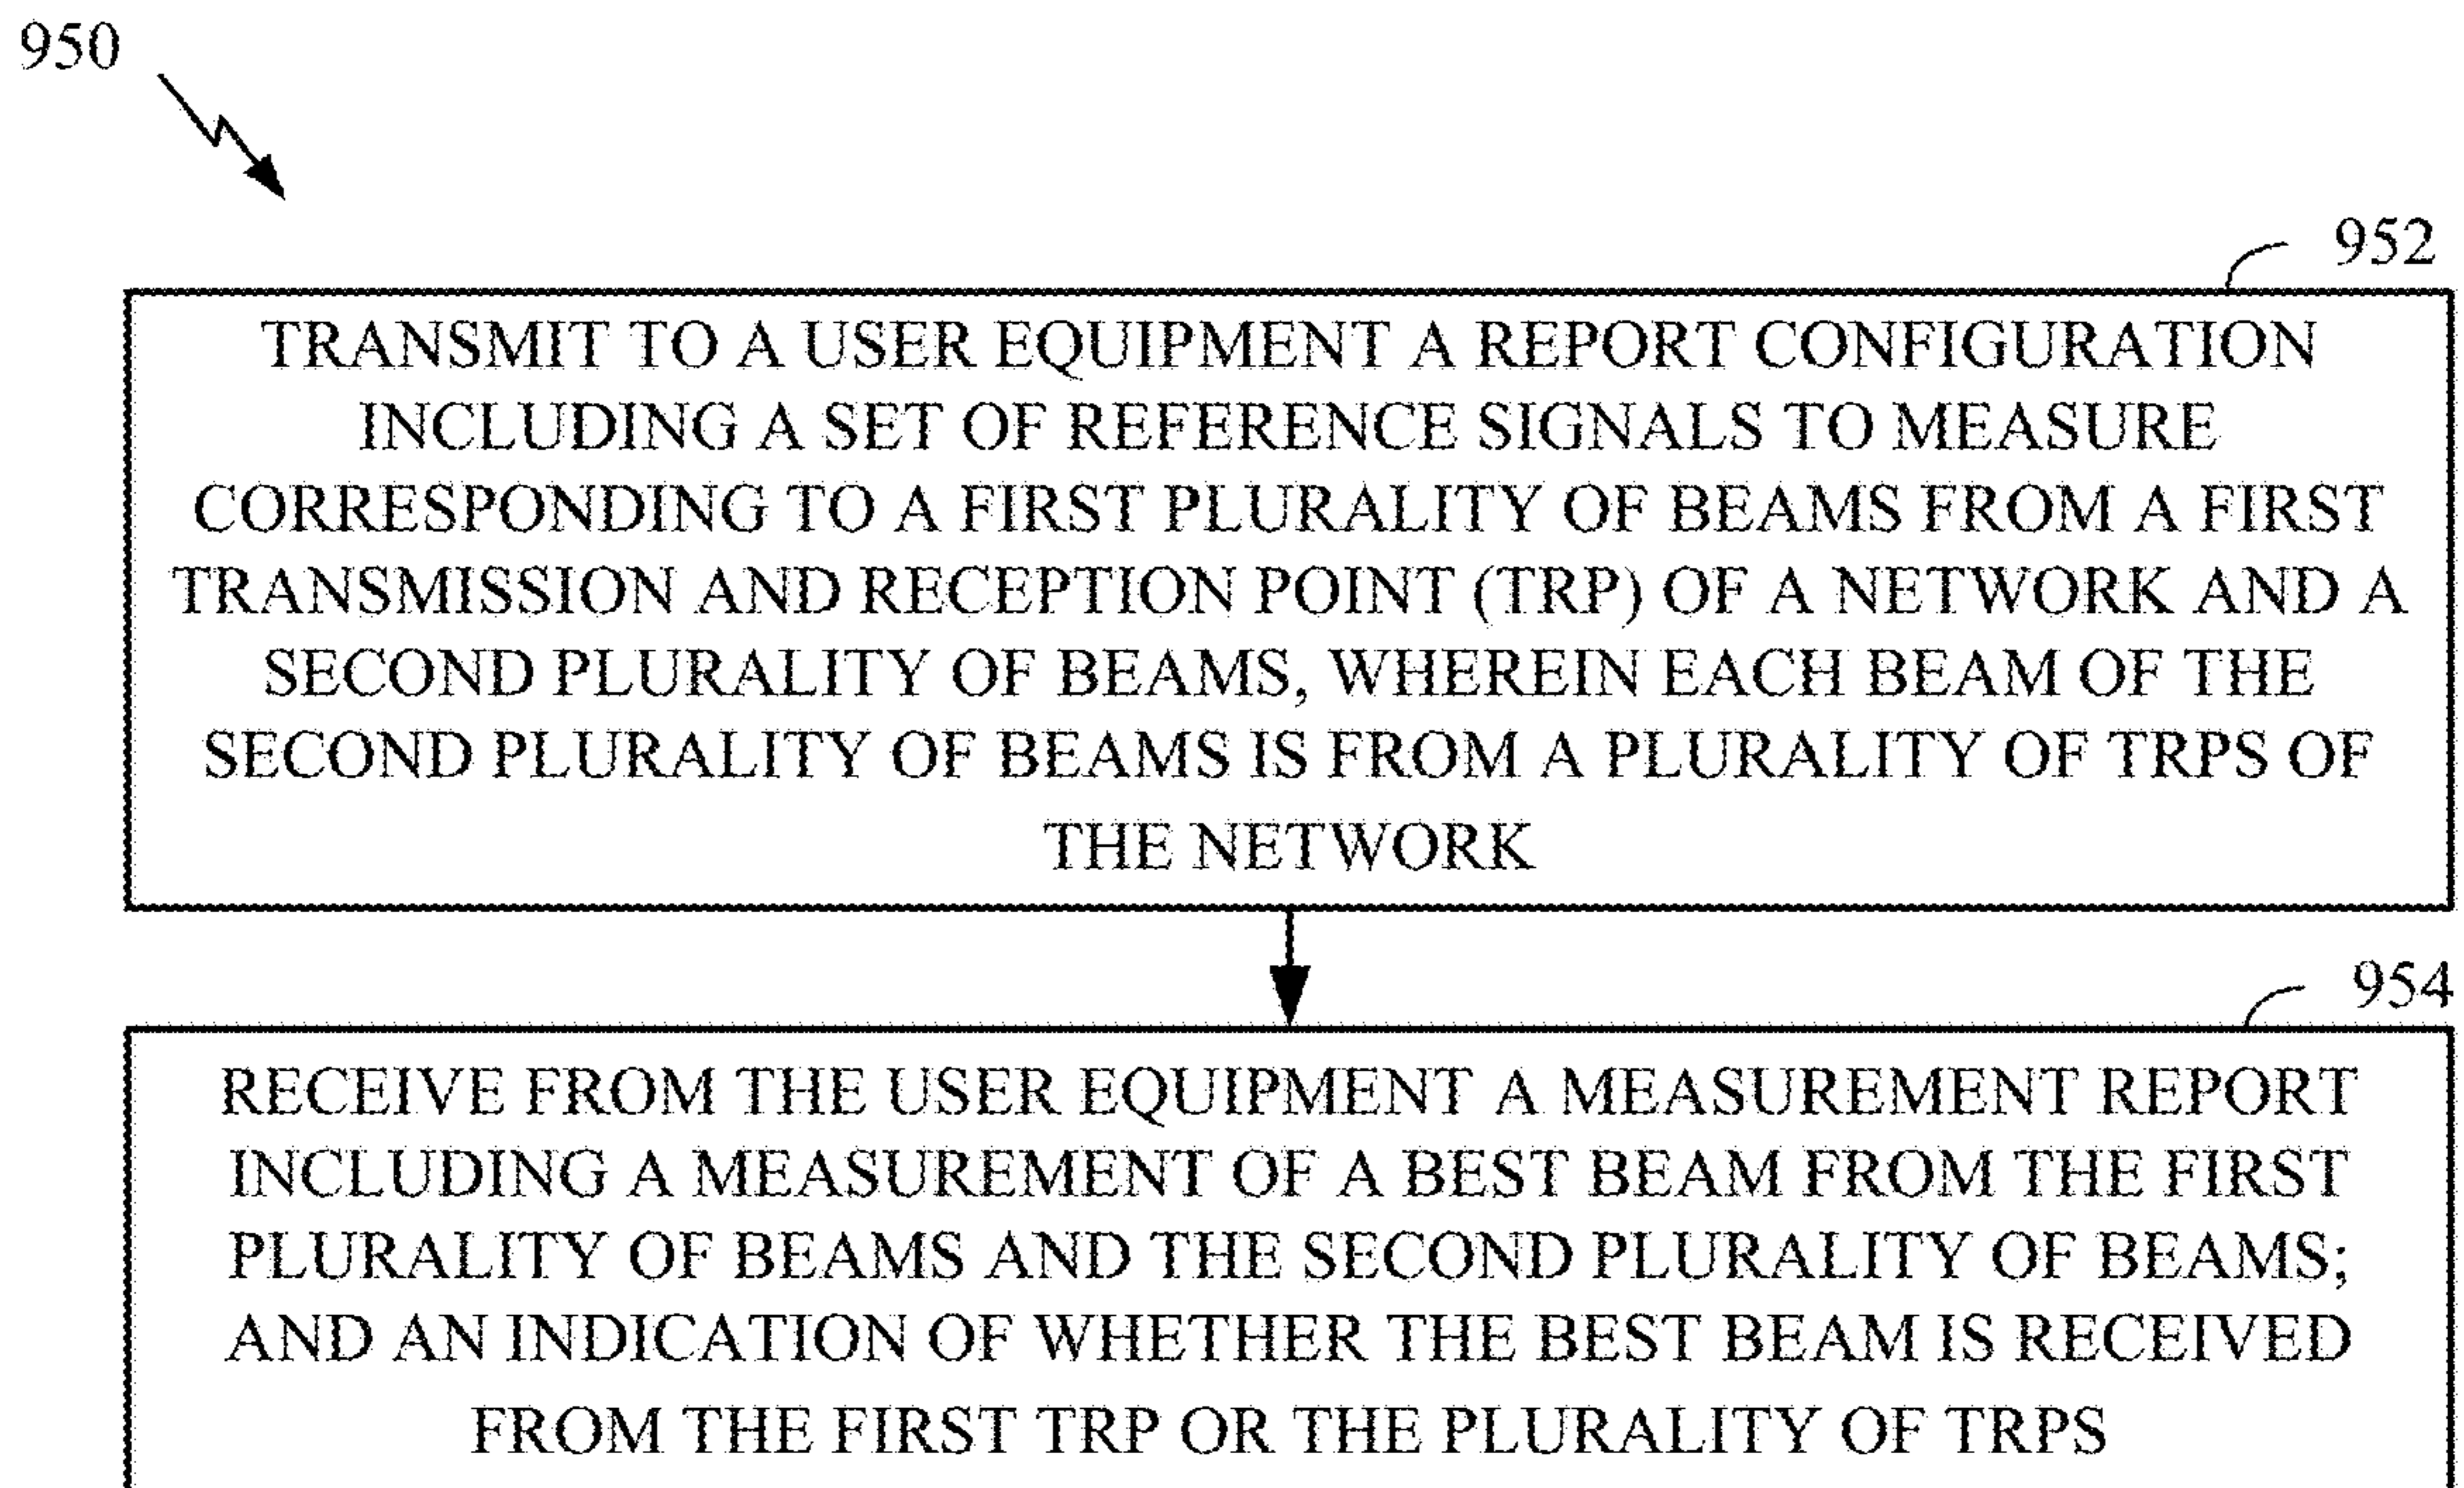 950
952
TRANSMIT TO A USER EQUIPMENT A REPORT CONFIGURATION
INCLUDING A SET OF REFERENCE SIGNALS TO MEASURE
CORRESPONDING TO A FIRST PLURALITY OF BEAMS FROM A FIRST
TRANSMISSION AND RECEPTION POINT (TRP) OF A NETWORK AND A
SECOND PLURALITY OF BEAMS, WHEREIN EACH BEAM OF THE
SECOND PLURALITY OF BEAMS IS FROM A PLURALITY OF TRPS OF
THE NETWORK
954
RECEIVE FROM THE USER EQUIPMENT A MEASUREMENT REPORT
INCLUDING A MEASUREMENT OF A BEST BEAM FROM THE FIRST
PLURALITY OF BEAMS AND THE SECOND PLURALITY OF BEAMS;
AND AN INDICATION OF WHETHER THE BEST BEAM IS RECEIVED
FROM THE FIRST TRP OR THE PLURALITY OF TRPS